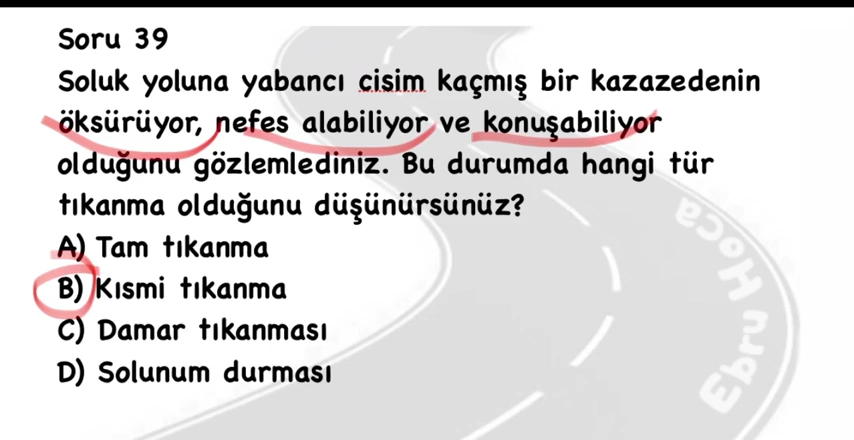 Soru 39
Soluk yoluna yabancı cisim kaçmış bir kazazedenin
öksürüyor, nefes alabiliyor ve konuşabiliyor
olduğunu gözlemlediniz. Bu durumda hangi tür
tıkanma olduğunu düşünürsünüz?
A) Tam tıkanma
B) Kısmi tıkanma
C) Damar tıkanması
D) Solunum durması
Ebru Hoca